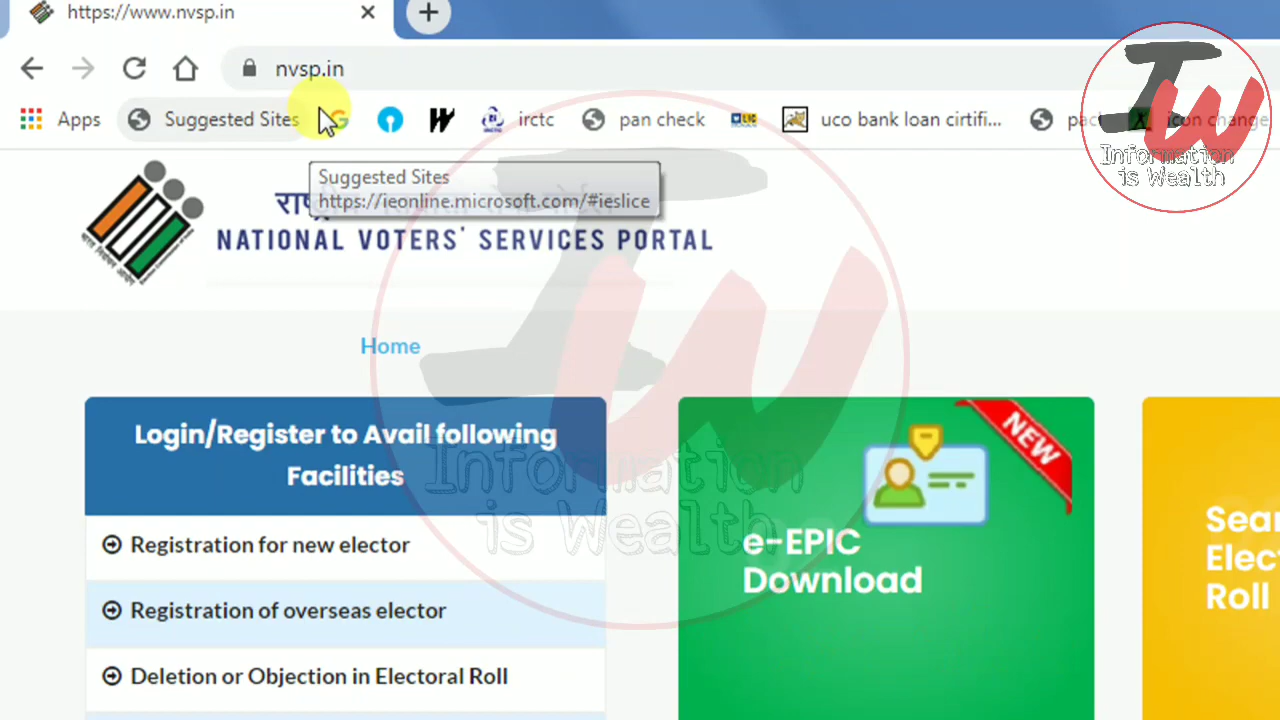 https://www.nvsp.in
nvsp.in
Apps
Suggested Sites
irctc
pan check
uco bank loan cirtifi...
icon change
Information
is Wealth
Suggested Sites
https://ieonline.microsoft.com/#ieslice
NATIONAL VOTERS' SERVICES PORTAL
Home
Login/Register to Avail following
Facilities
Registration for new elector
Registration of overseas elector
Deletion or Objection in Electoral Roll
NEW
e-EPIC
Download
Roll
Information
is Wealth